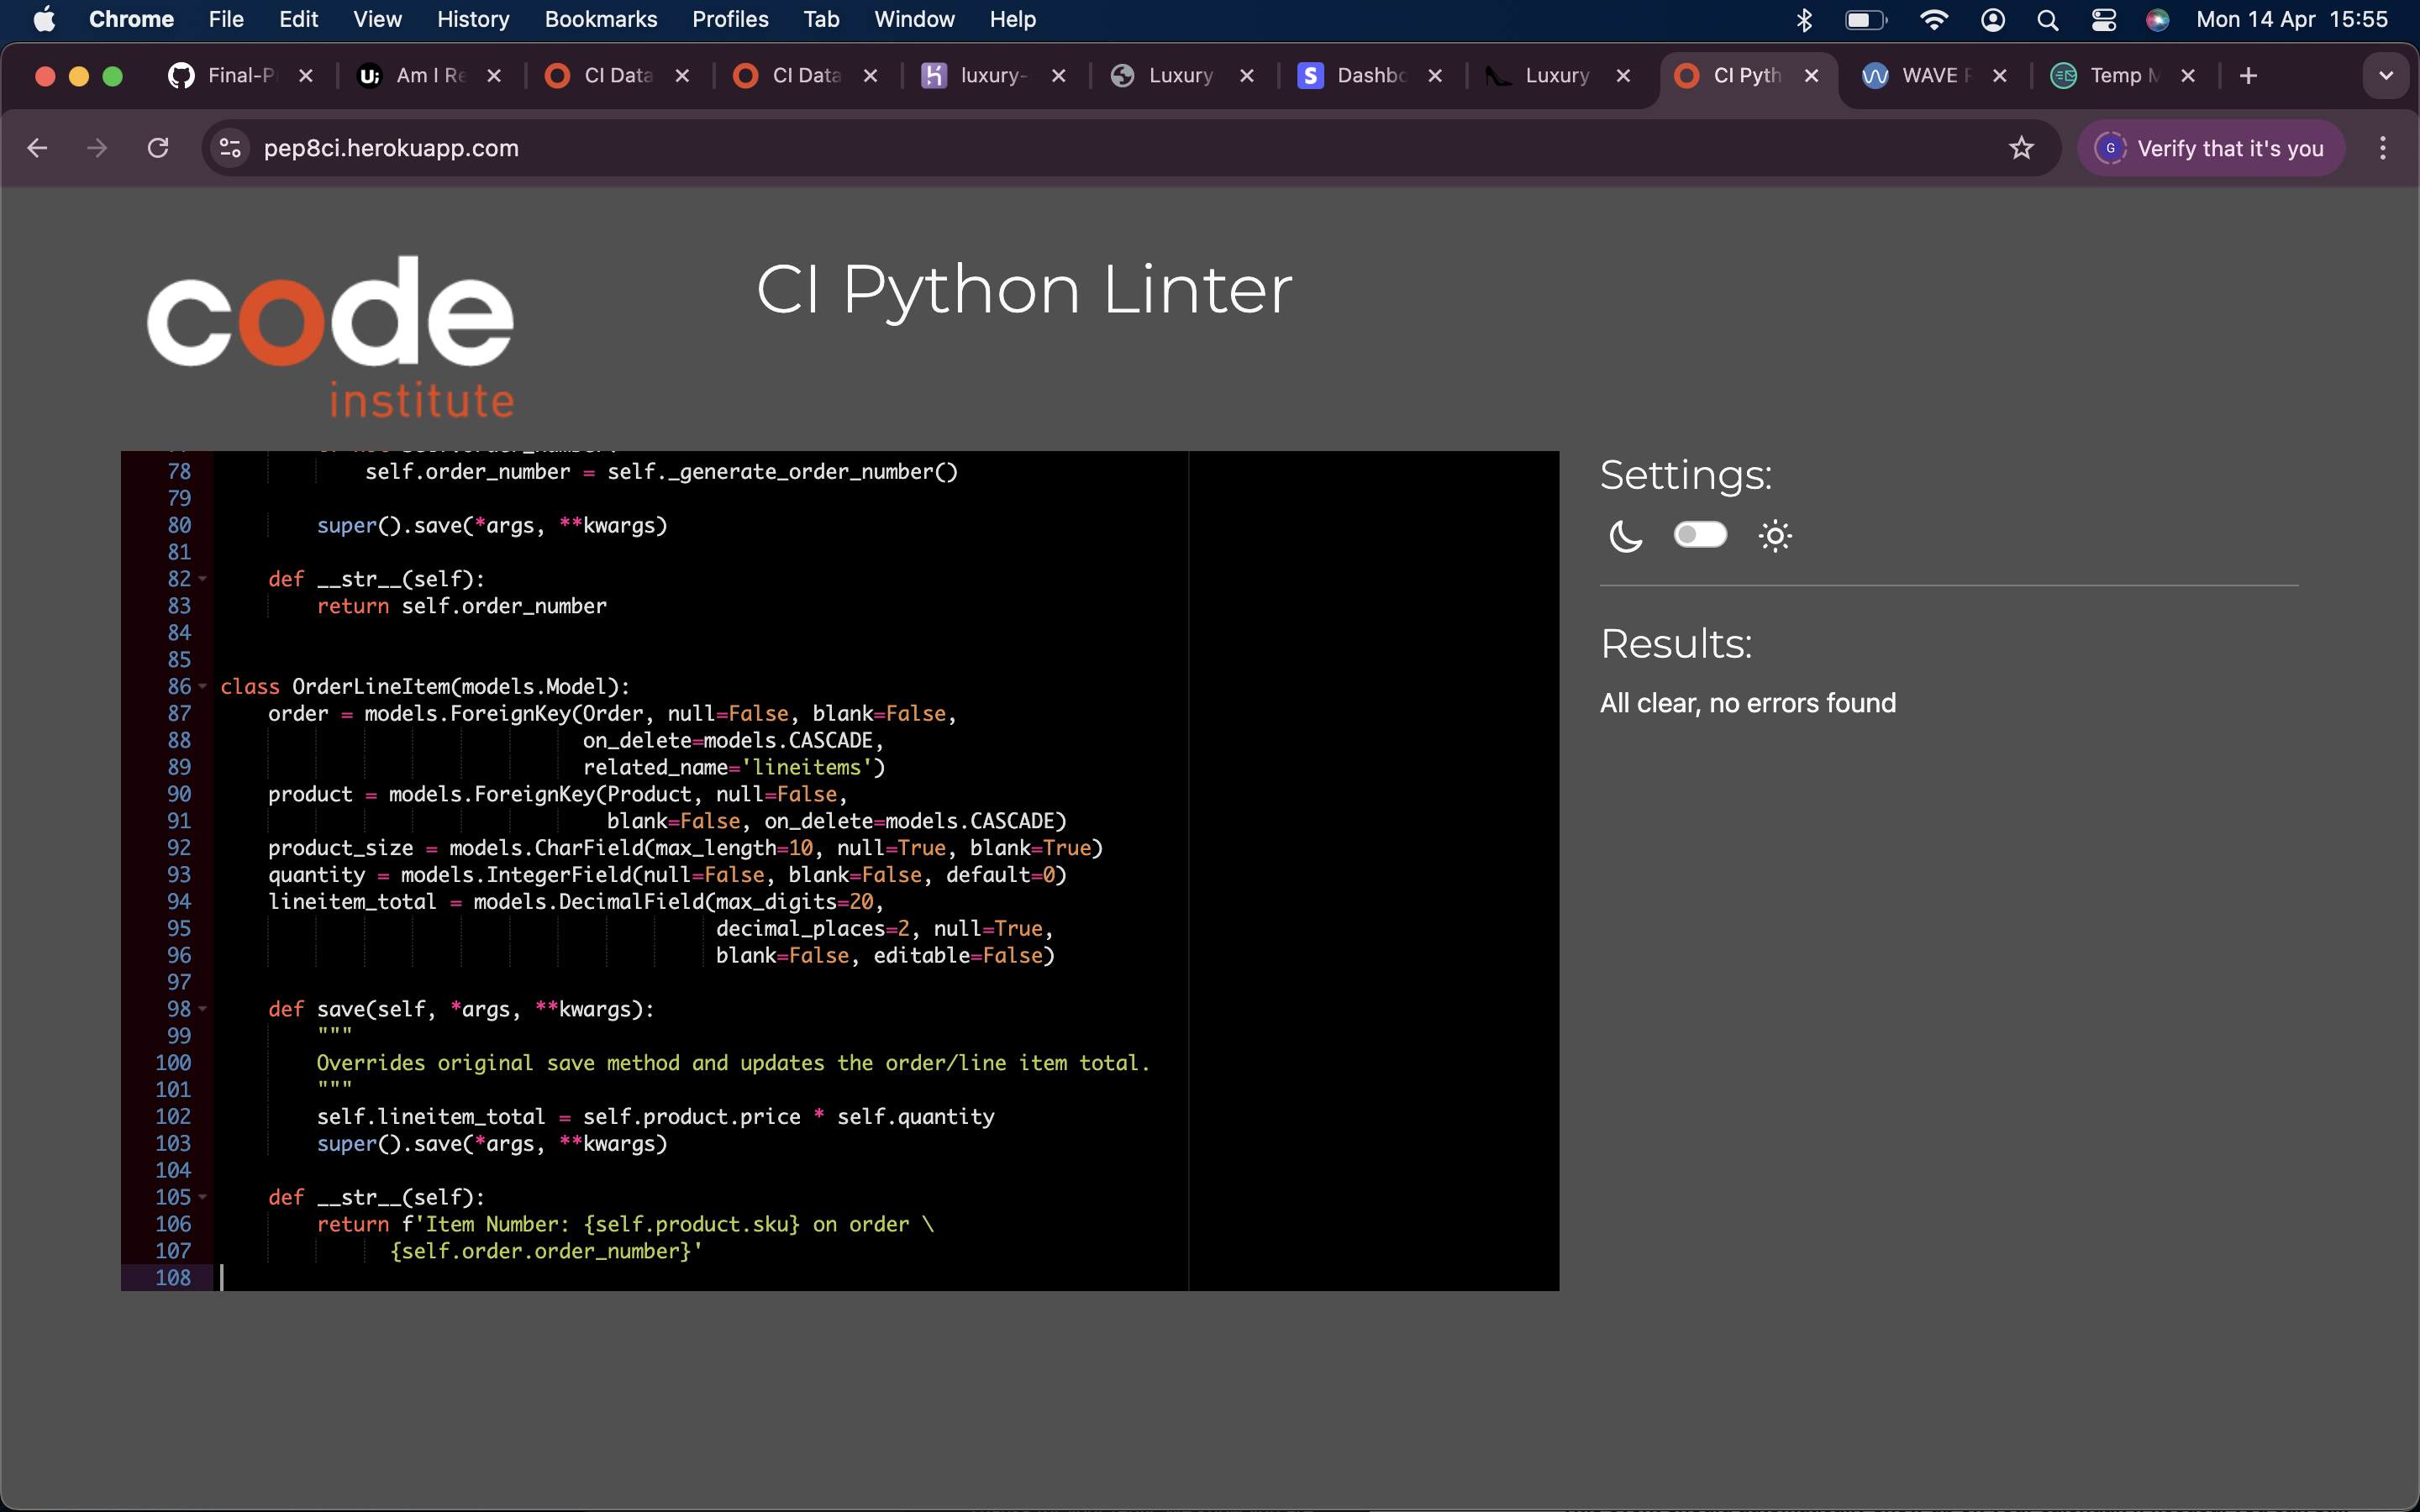 Chrome File Edit View History Bookmarks Profiles Tab Window Help Mon 14 Apr 15:55
Final-P Am I Re CI Data CI Data luxury- Luxury Dashbo Luxury CI Pyth WAVE Temp M
pep8ci.herokuapp.com Verify that it's you
code
institute
CI Python Linter
78 self.order_number = self._generate_order_number()
79
80 super().save(*args, **kwargs)
81
82 def __str__(self):
83 return self.order_number
84
85
86 class OrderLineItem(models.Model):
87 order = models.ForeignKey(Order, null=False, blank=False,
88 on_delete=models.CASCADE,
89 related_name='lineitems')
90 product = models.ForeignKey(Product, null=False,
91 blank=False, on_delete=models.CASCADE)
92 product_size = models.CharField(max_length=10, null=True, blank=True)
93 quantity = models.IntegerField(null=False, blank=False, default=0)
94 lineitem_total = models.DecimalField(max_digits=20,
95 decimal_places=2, null=True,
96 blank=False, editable=False)
97
98 def save(self, *args, **kwargs):
99 """
100 Overrides original save method and updates the order/line item total.
101 """
102 self.lineitem_total = self.product.price * self.quantity
103 super().save(*args, **kwargs)
104
105 def __str__(self):
106 return f'Item Number: {self.product.sku} on order \
107 {self.order.order_number}'
108
Settings:
Results:
All clear, no errors found